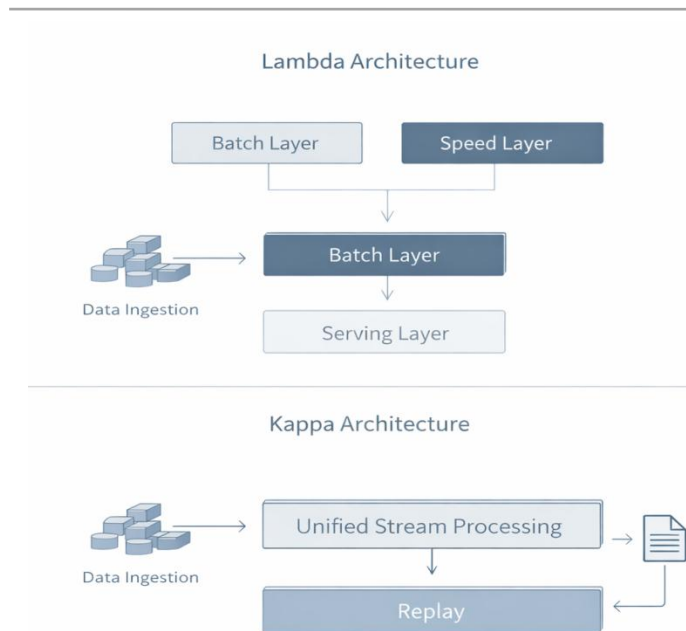 Lambda Architecture
Batch Layer
Speed Layer
Batch Layer
Data Ingestion
Serving Layer
Kappa Architecture
Unified Stream Processing
Data Ingestion
Replay